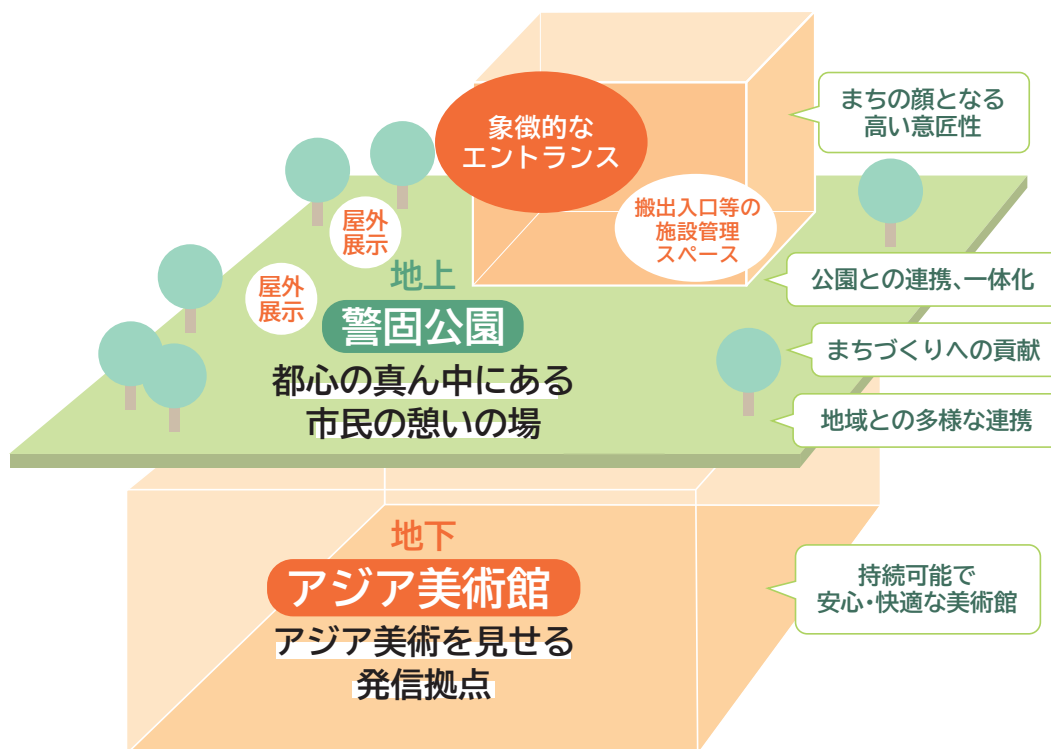 象徴的な
エントランス
まちの顔となる
高い意匠性
搬出入口等の
施設管理
スペース
屋外
展示
屋外
展示
地上
警固公園
都心の真ん中にある
市民の憩いの場
公園との連携、一体化
まちづくりへの貢献
地域との多様な連携
地下
アジア美術館
アジア美術を見せる
発信拠点
持続可能で
安心・快適な美術館